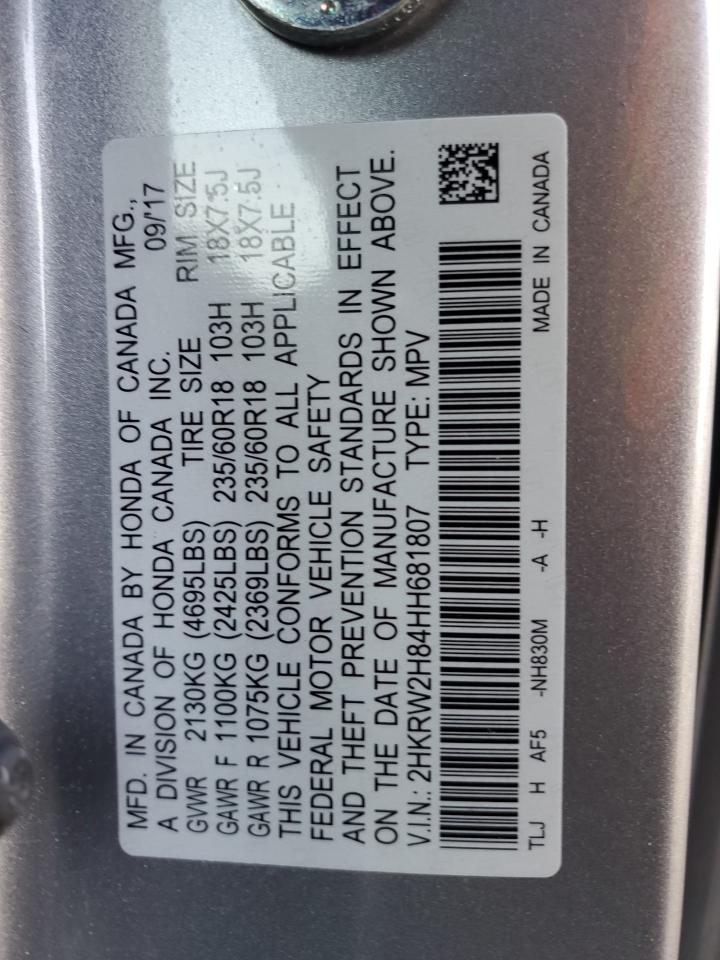 MFD. IN CANADA BY HONDA OF CANADA MFG.,
A DIVISION OF HONDA CANADA INC. 09/'17
GVWR 2130KG (4695LBS) TIRE SIZE RIM SIZE
GAWR F 1100KG (2425LBS) 235/60R18 103H 18X7.5J
GAWR R 1075KG (2369LBS) 235/60R18 103H 18X7.5J
THIS VEHICLE CONFORMS TO ALL APPLICABLE
FEDERAL MOTOR VEHICLE SAFETY
AND THEFT PREVENTION STANDARDS IN EFFECT
ON THE DATE OF MANUFACTURE SHOWN ABOVE.
V.I.N.: 2HKRW2H84HH681807 TYPE: MPV
TLJ H AF5 -NH830M -A -H MADE IN CANADA